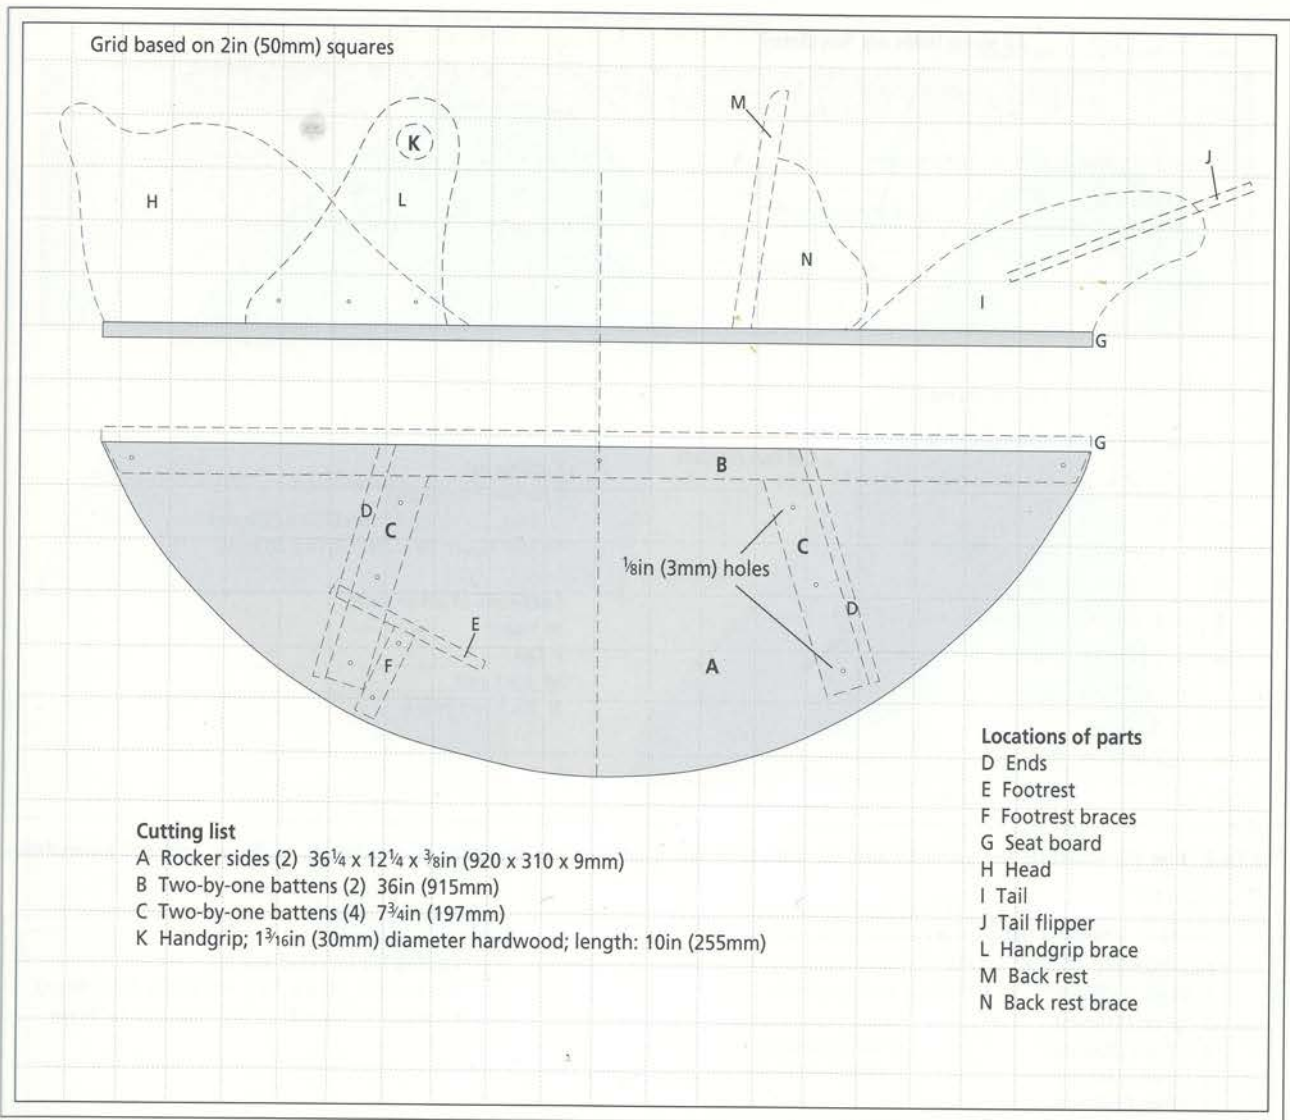 Grid based on 2in (50mm) squares
M
J
K
H
L
N
I
G
G
B
D
C
C
⅛in (3mm) holes
D
E
F
A
Locations of parts
D Ends
E Footrest
F Footrest braces
G Seat board
H Head
I Tail
J Tail flipper
L Handgrip brace
M Back rest
N Back rest brace
Cutting list
A Rocker sides (2) 36¼ x 12¼ x ⅜in (920 x 310 x 9mm)
B Two-by-one battens (2) 36in (915mm)
C Two-by-one battens (4) 7¾in (197mm)
K Handgrip; 1³⁄₁₆in (30mm) diameter hardwood; length: 10in (255mm)